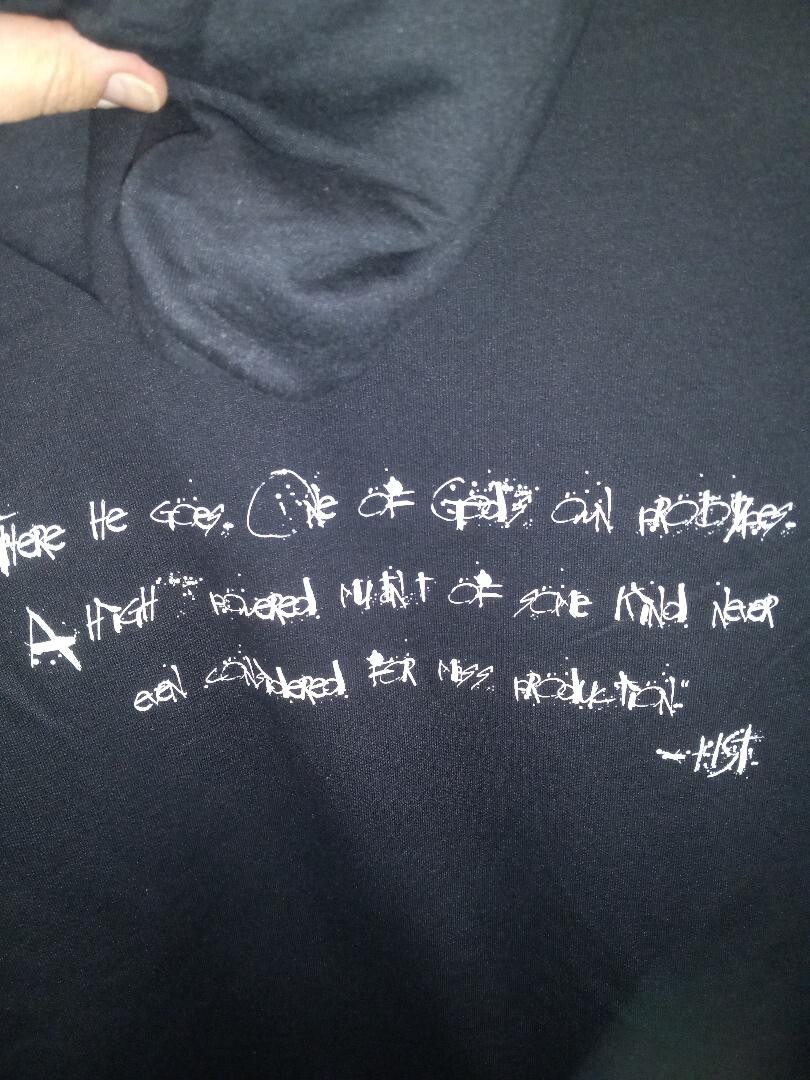 There he goes. One of God's own prototypes.
A high powered mutant of some kind never
even considered for mass production."
- H.S.T.